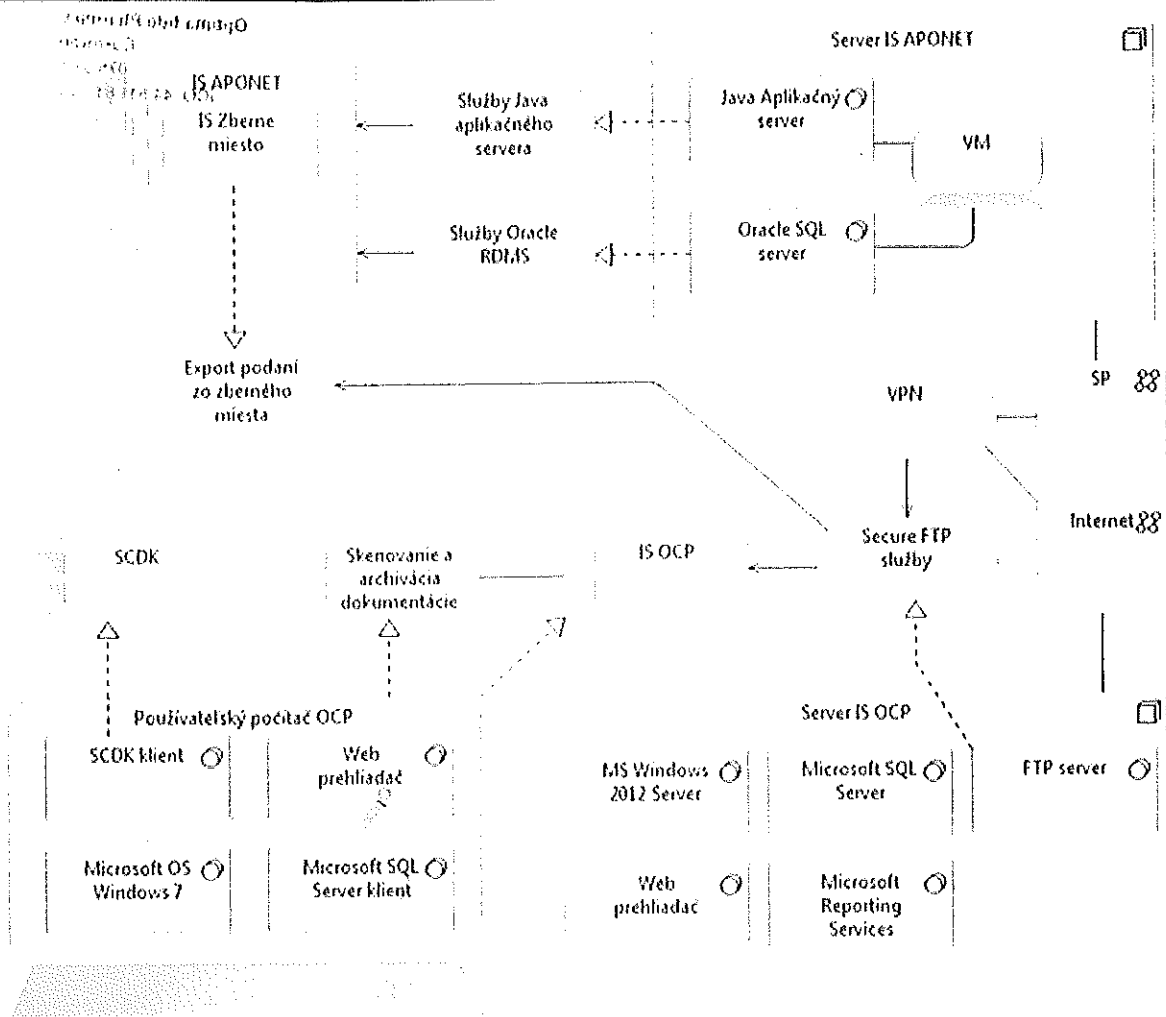 Server IS APONET
IS APONET
IS Zberne
miesto
Služby Java
aplikačného
servera
Java Aplikačný
server
VM
Služby Oracle
RDMS
Oracle SQL
server
Export podaní
zo zberného
miesta
VPN
SP
Internet
SCDK
Skenovanie a
archivácia
dokumentácie
IS OCP
Secure FTP
služby
Používateľský počítač OCP
Server IS OCP
SCDK klient
Web
prehliadač
MS Windows
2012 Server
Microsoft SQL
Server
FTP server
Microsoft OS
Windows 7
Microsoft SQL
Server klient
Web
prehliadač
Microsoft
Reporting
Services